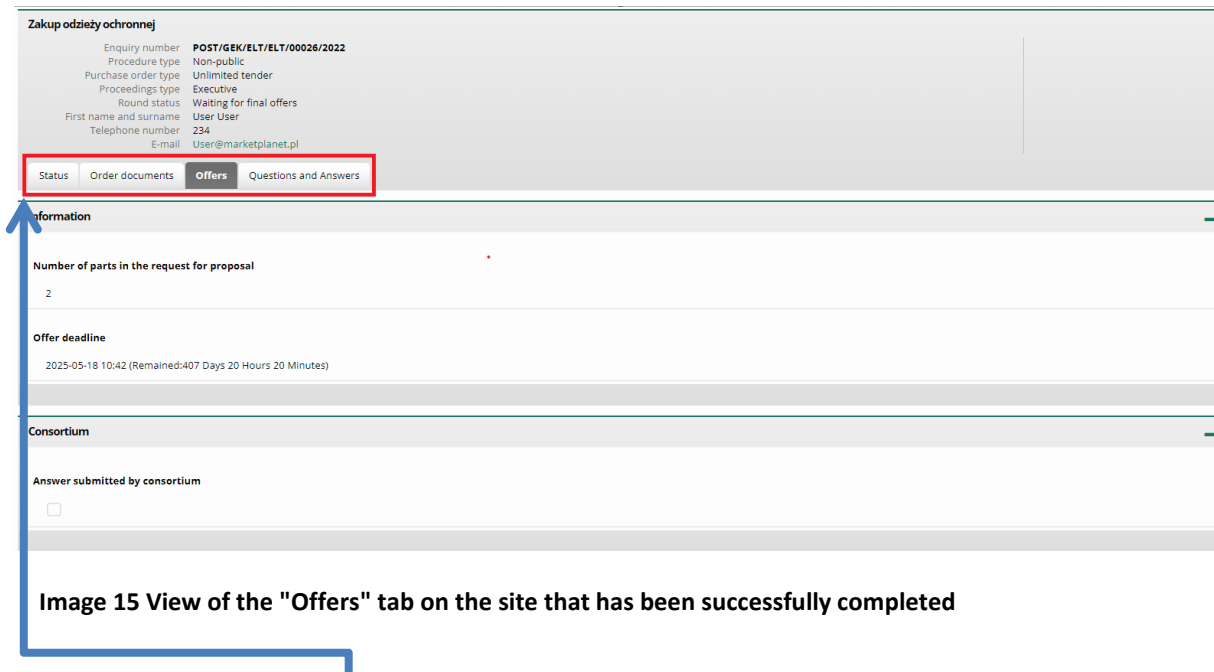 Zakup odzieży ochronnej
Enquiry number POST/GEK/ELT/ELT/00026/2022
Procedure type Non-public
Purchase order type Unlimited tender
Proceedings type Executive
Round status Waiting for final offers
First name and surname User User
Telephone number 234
E-mail User@marketplanet.pl
Status Order documents Offers Questions and Answers
Information
Number of parts in the request for proposal
2
Offer deadline
2025-05-18 10:42 (Remained:407 Days 20 Hours 20 Minutes)
Consortium
Answer submitted by consortium
Image 15 View of the "Offers" tab on the site that has been successfully completed